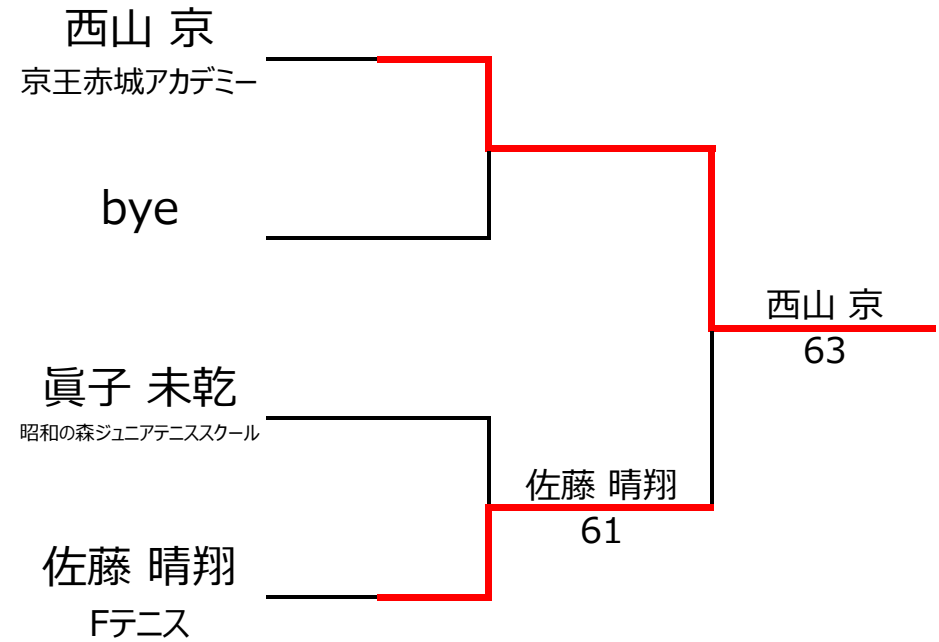 西山 京
京王赤城アカデミー
bye
眞子 未乾
昭和の森ジュニアテニススクール
佐藤 晴翔
Fテニス
佐藤 晴翔
61
西山 京
63